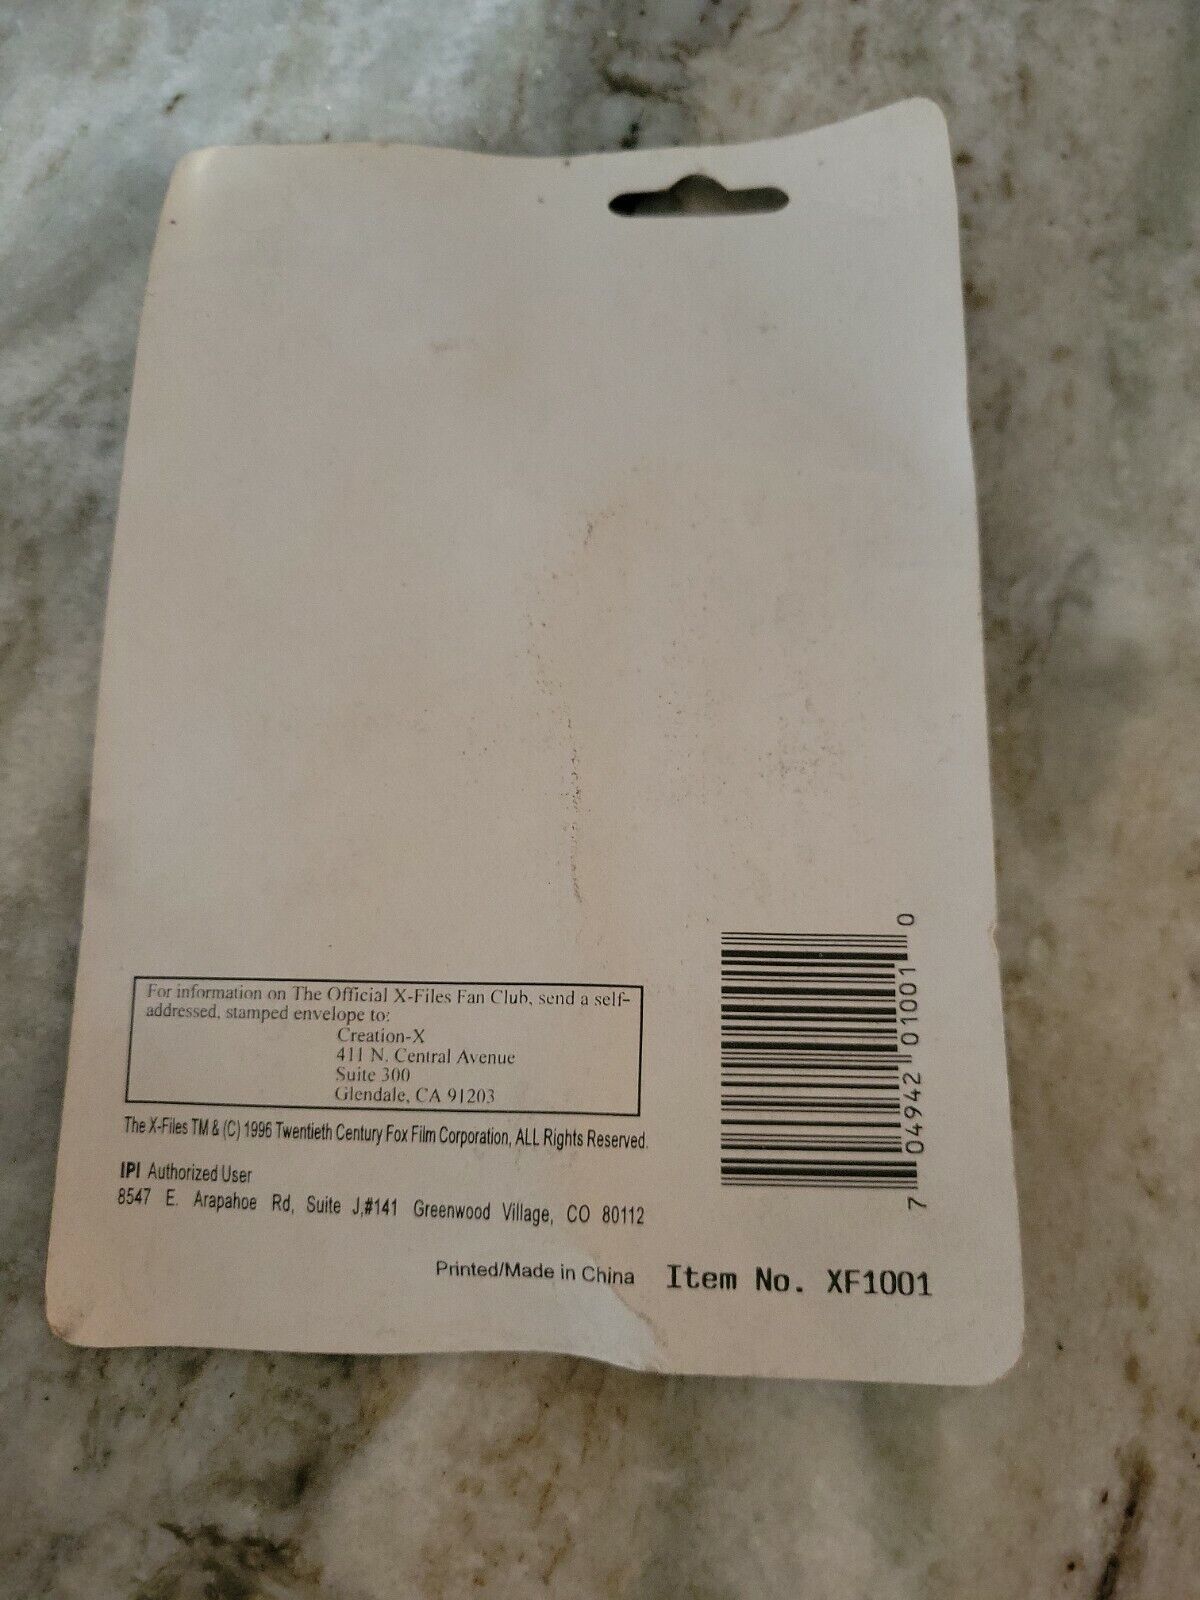 For information on The Official X-Files Fan Club, send a self-
addressed, stamped envelope to:
Creation-X
411 N. Central Avenue
Suite 300
Glendale, CA 91203
The X-Files TM & (C) 1996 Twentieth Century Fox Film Corporation, ALL Rights Reserved.
IPI Authorized User
8547 E. Arapahoe Rd, Suite J,#141 Greenwood Village, CO 80112
Printed/Made in China Item No. XF1001
7 04942 01001 0